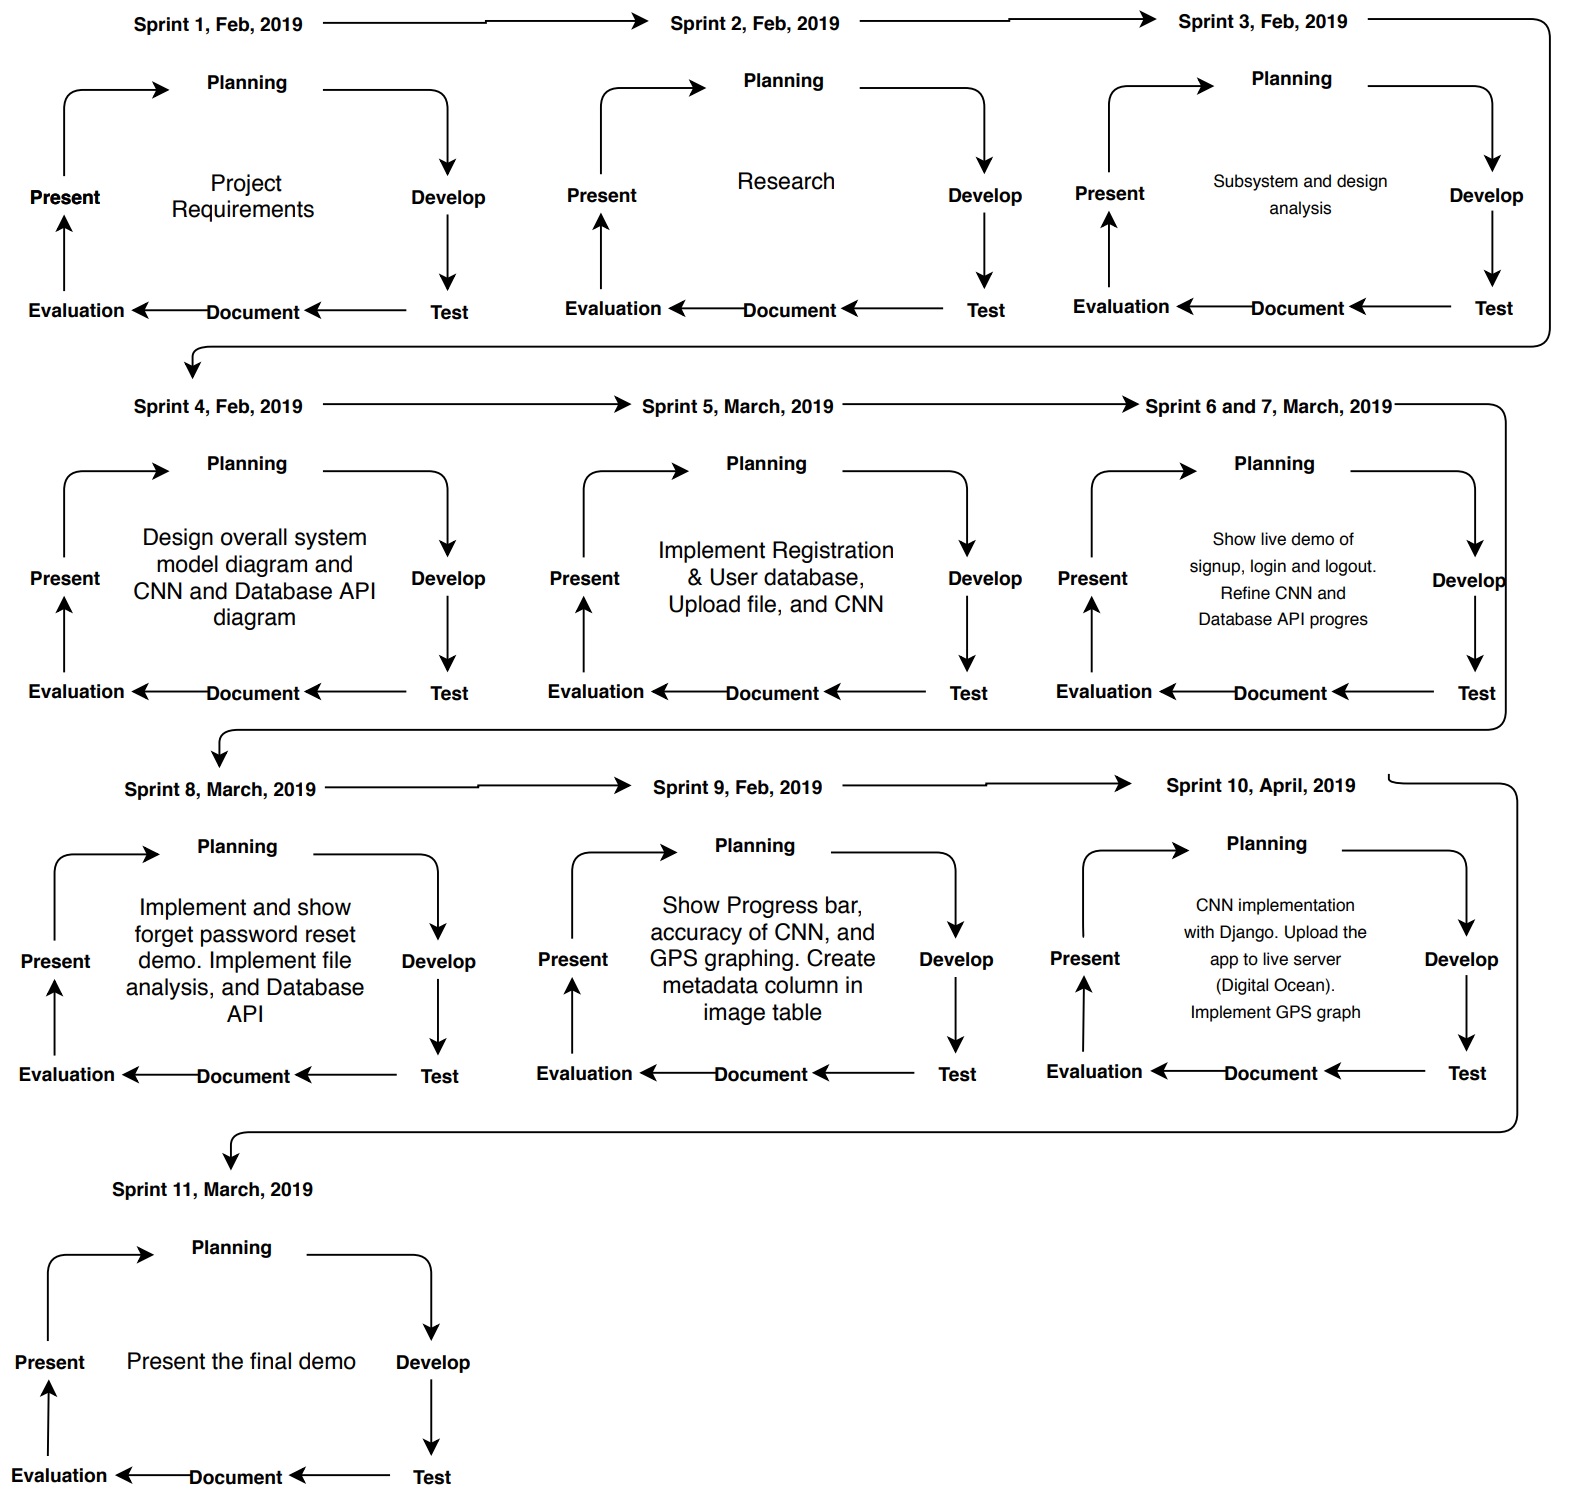 Sprint 1, Feb, 2019
Planning
Present
Project
Requirements
Develop
Evaluation
Document
Test
Sprint 2, Feb, 2019
Planning
Present
Research
Develop
Evaluation
Document
Test
Sprint 3, Feb, 2019
Planning
Present
Subsystem and design
analysis
Develop
Evaluation
Document
Test
Sprint 4, Feb, 2019
Planning
Present
Design overall system
model diagram and
CNN and Database API
diagram
Develop
Evaluation
Document
Test
Sprint 5, March, 2019
Planning
Present
Implement Registration
& User database,
Upload file, and CNN
Develop
Evaluation
Document
Test
Sprint 6 and 7, March, 2019
Planning
Present
Show live demo of
signup, login and logout.
Refine CNN and
Database API progres
Develop
Evaluation
Document
Test
Sprint 8, March, 2019
Planning
Present
Implement and show
forget password reset
demo. Implement file
analysis, and Database
API
Develop
Evaluation
Document
Test
Sprint 9, Feb, 2019
Planning
Present
Show Progress bar,
accuracy of CNN, and
GPS graphing. Create
metadata column in
image table
Develop
Evaluation
Document
Test
Sprint 10, April, 2019
Planning
Present
CNN implementation
with Django. Upload the
app to live server
(Digital Ocean).
Implement GPS graph
Develop
Evaluation
Document
Test
Sprint 11, March, 2019
Planning
Present
Present the final demo
Develop
Evaluation
Document
Test